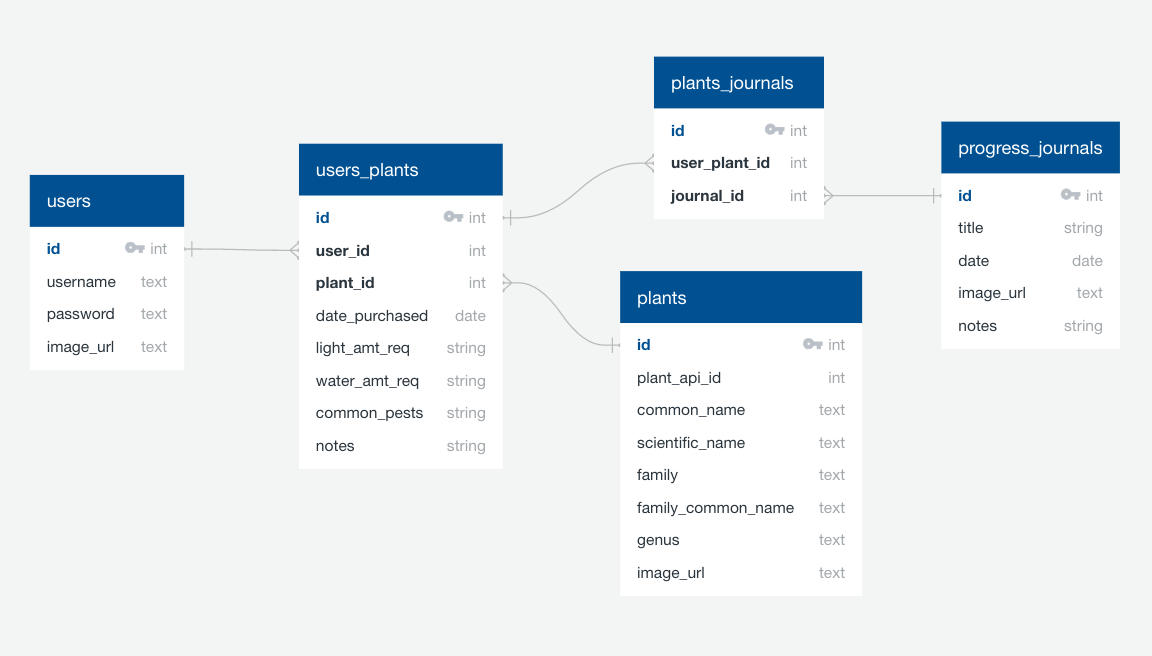 users
id int
username text
password text
image_url text
users_plants
id int
user_id int
plant_id int
date_purchased date
light_amt_req string
water_amt_req string
common_pests string
notes string
plants_journals
id int
user_plant_id int
journal_id int
plants
id int
plant_api_id int
common_name text
scientific_name text
family text
family_common_name text
genus text
image_url text
progress_journals
id int
title string
date date
image_url text
notes string